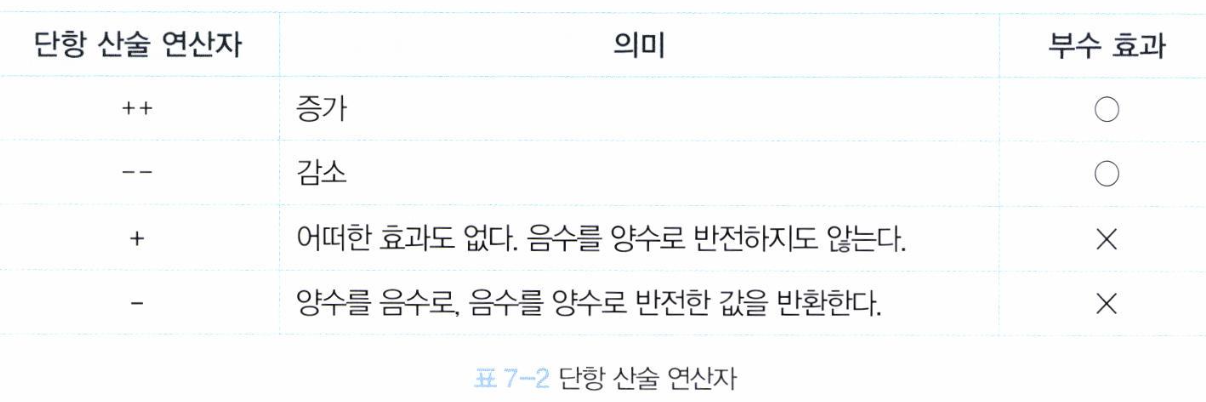 단항 산술 연산자 의미 부수 효과
++ 증가 ○
-- 감소 ○
+ 어떠한 효과도 없다. 음수를 양수로 반전하지도 않는다. ×
- 양수를 음수로, 음수를 양수로 반전한 값을 반환한다. ×
표 7-2 단항 산술 연산자